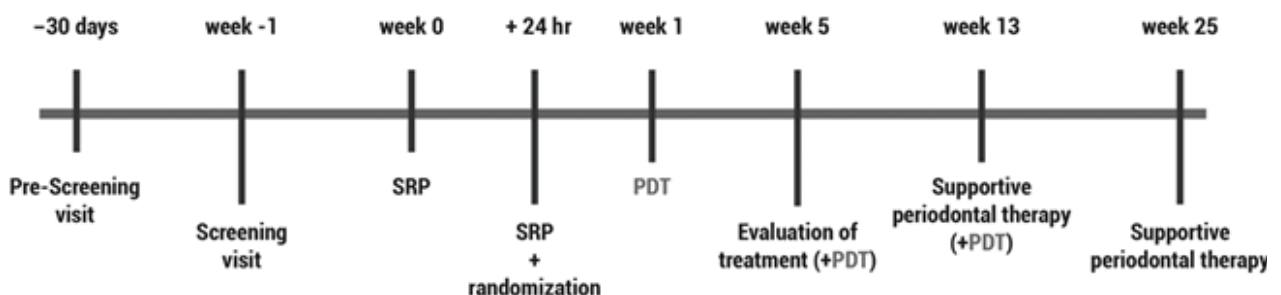 −30 days
week -1
week 0
+ 24 hr
week 1
week 5
week 13
week 25
Pre-Screening
visit
Screening
visit
SRP
SRP
+
randomization
PDT
Evaluation of
treatment (+PDT)
Supportive
periodontal therapy
(+PDT)
Supportive
periodontal therapy